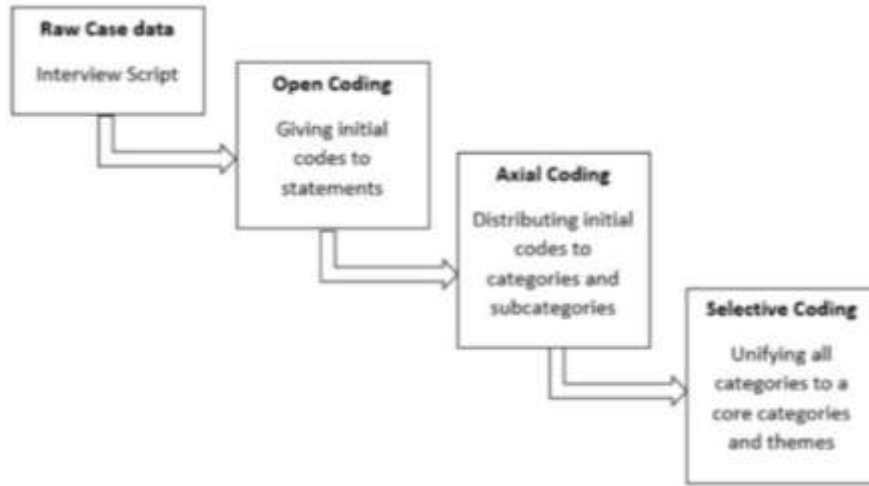 Raw Case data
Interview Script
Open Coding
Giving initial
codes to
statements
Axial Coding
Distributing initial
codes to
categories and
subcategories
Selective Coding
Unifying all
categories to a
core categories
and themes